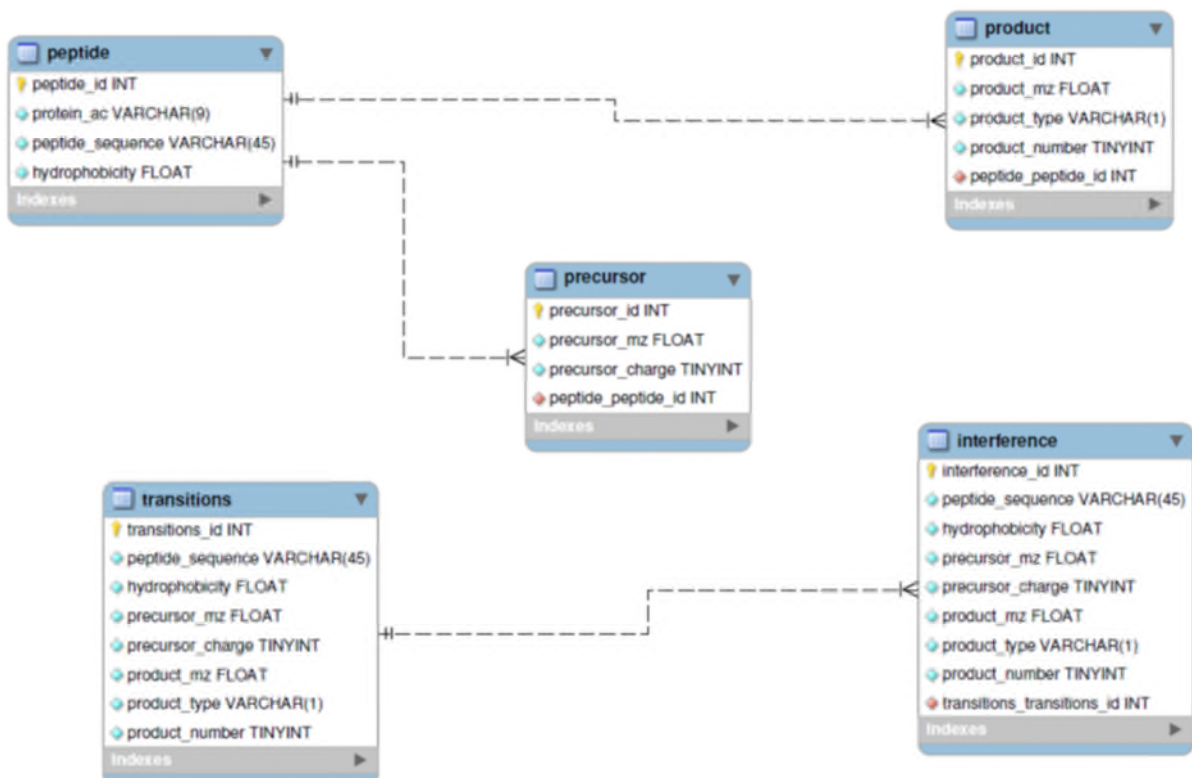 peptide
peptide_id INT
protein_ac VARCHAR(9)
peptide_sequence VARCHAR(45)
hydrophobicity FLOAT
Indexes
product
product_id INT
product_mz FLOAT
product_type VARCHAR(1)
product_number TINYINT
peptide_peptide_id INT
Indexes
precursor
precursor_id INT
precursor_mz FLOAT
precursor_charge TINYINT
peptide_peptide_id INT
Indexes
transitions
transitions_id INT
peptide_sequence VARCHAR(45)
hydrophobicity FLOAT
precursor_mz FLOAT
precursor_charge TINYINT
product_mz FLOAT
product_type VARCHAR(1)
product_number TINYINT
Indexes
interference
interference_id INT
peptide_sequence VARCHAR(45)
hydrophobicity FLOAT
precursor_mz FLOAT
precursor_charge TINYINT
product_mz FLOAT
product_type VARCHAR(1)
product_number TINYINT
transitions_transitions_id INT
Indexes